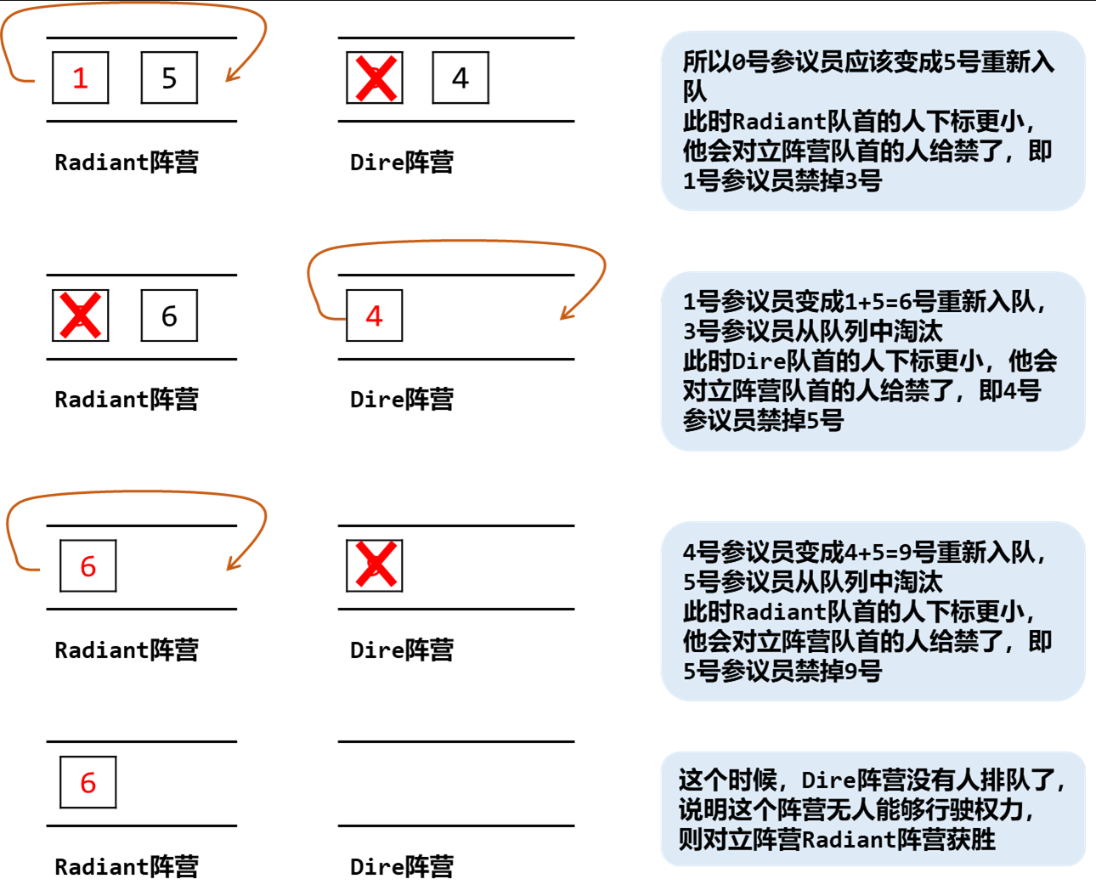 1 5 4
Radiant阵营 Dire阵营
所以0号参议员应该变成5号重新入
队
此时Radiant队首的人下标更小，
他会对立阵营队首的人给禁了，即
1号参议员禁掉3号
6 4
Radiant阵营 Dire阵营
1号参议员变成1+5=6号重新入队，
3号参议员从队列中淘汰
此时Dire队首的人下标更小，他会
对立阵营队首的人给禁了，即4号
参议员禁掉5号
6
Radiant阵营 Dire阵营
4号参议员变成4+5=9号重新入队，
5号参议员从队列中淘汰
此时Radiant队首的人下标更小，
他会对立阵营队首的人给禁了，即
5号参议员禁掉9号
6
Radiant阵营 Dire阵营
这个时候，Dire阵营没有人排队了，
说明这个阵营无人能够行驶权力，
则对立阵营Radiant阵营获胜